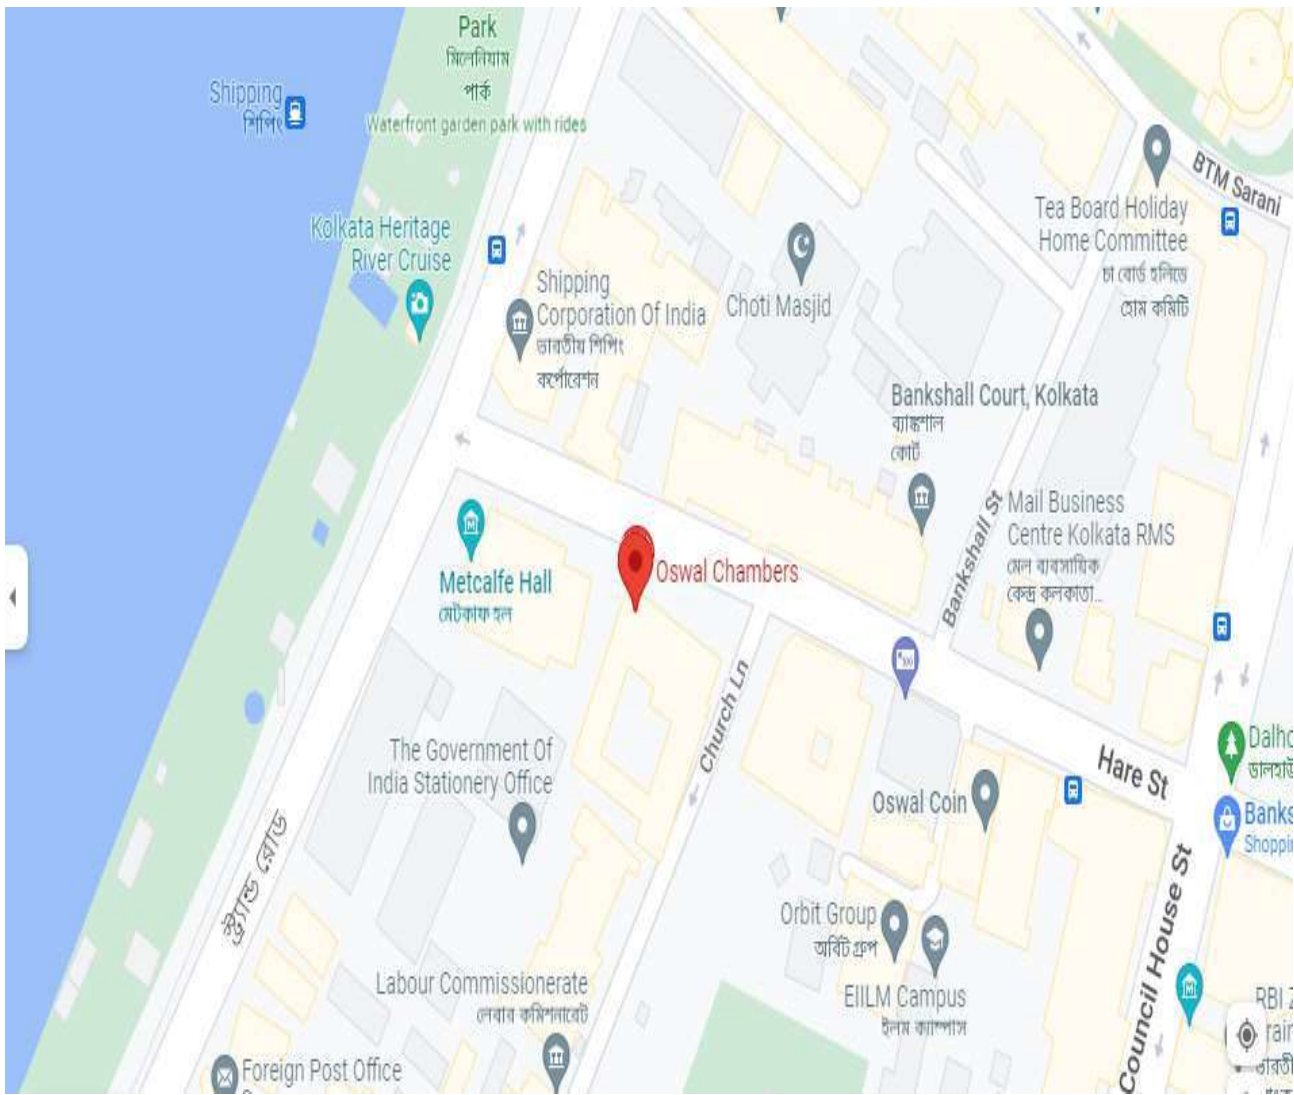 Park
মিলেনিয়াম
পার্ক
Waterfront garden park with rides
Shipping
শিপিং
BTM Sarani
Tea Board Holiday
Home Committee
চা বোর্ড হলিডে
হোম কমিটি
Kolkata Heritage
River Cruise
Shipping
Corporation Of India
ভারতীয় শিপিং
কর্পোরেশন
Choti Masjid
Bankshall Court, Kolkata
ব্যাঙ্কশাল
কোর্ট
Bankshall St
Mail Business
Centre Kolkata RMS
মেল ব্যবসায়িক
কেন্দ্র কলকাতা...
Metcalfe Hall
মেটকাফ হল
Oswal Chambers
Church Ln
Hare St
Dalho
ডালহাউ
Banks
Shoppin
The Government Of
India Stationery Office
Oswal Coin
স্ট্র্যান্ড রোড
Council House St
Orbit Group
অর্বিট গ্রুপ
EIILM Campus
ইলম ক্যাম্পাস
Labour Commissionerate
লেবার কমিশনারেট
Foreign Post Office
RBI
ভারতী